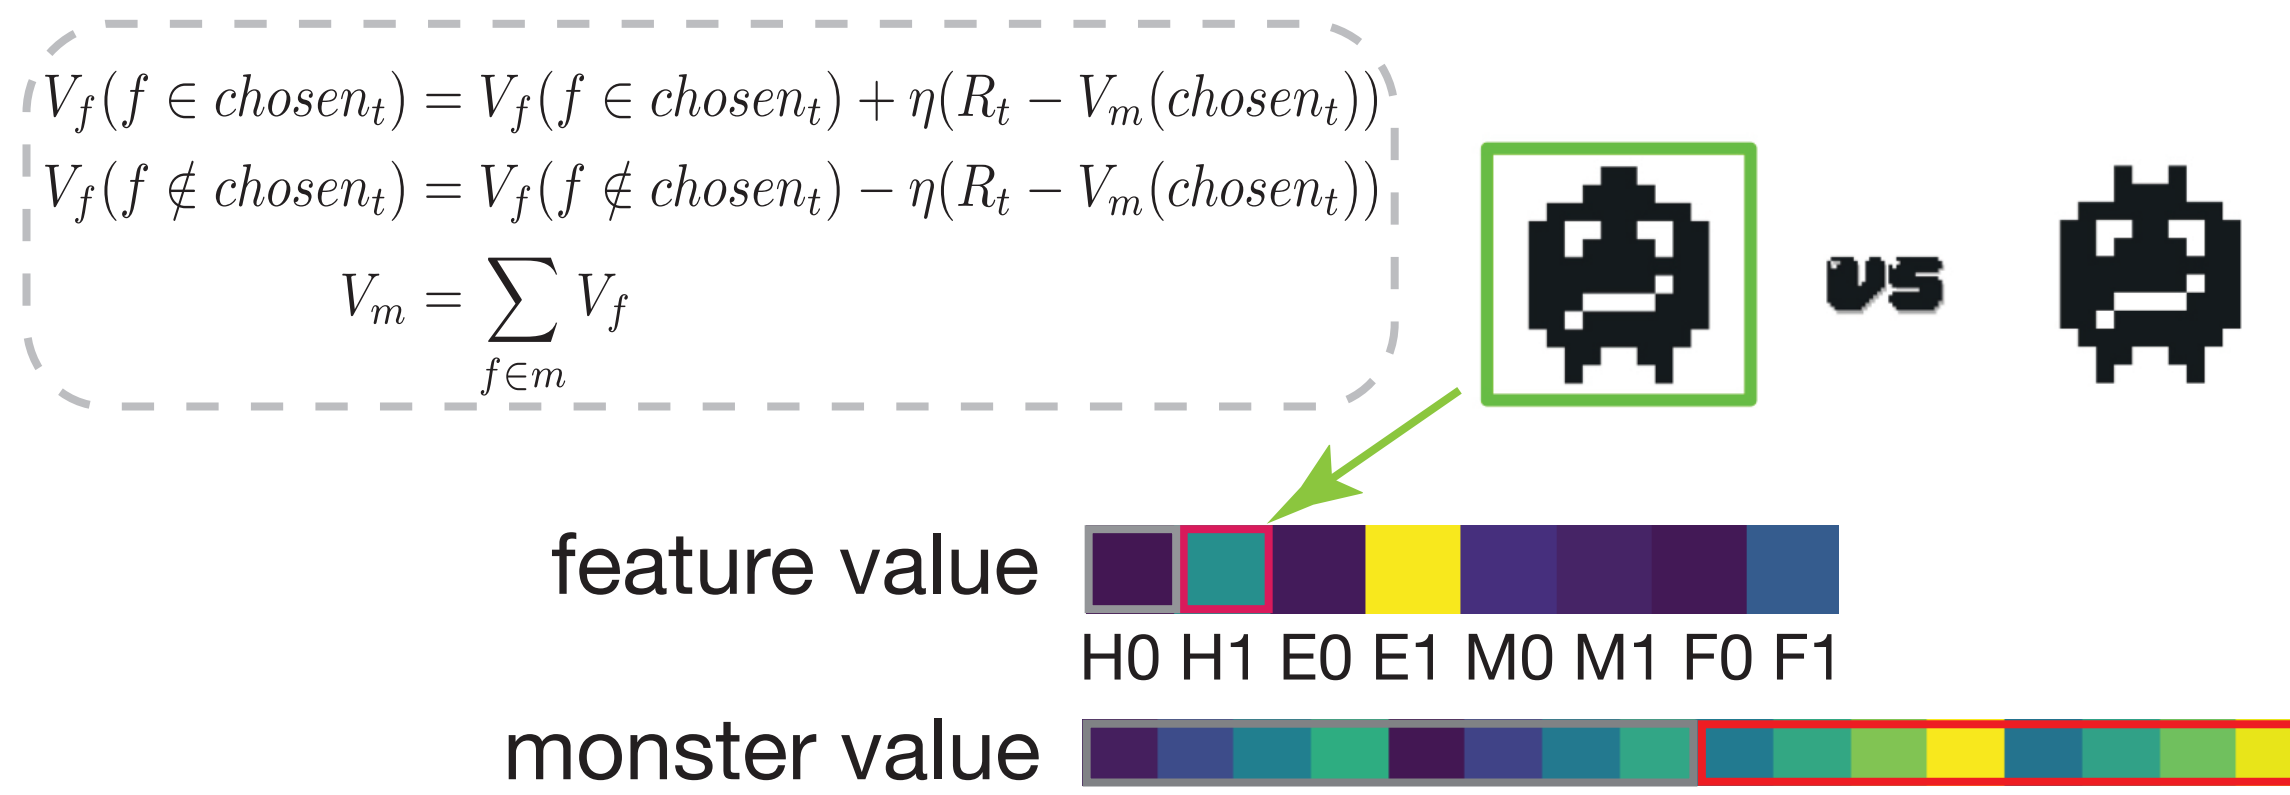 V_f(f ∈ chosen_t) = V_f(f ∈ chosen_t) + η(R_t − V_m(chosen_t))
V_f(f ∉ chosen_t) = V_f(f ∉ chosen_t) − η(R_t − V_m(chosen_t))
V_m = ∑_{f∈m} V_f
vs
feature value
H0 H1 E0 E1 M0 M1 F0 F1
monster value